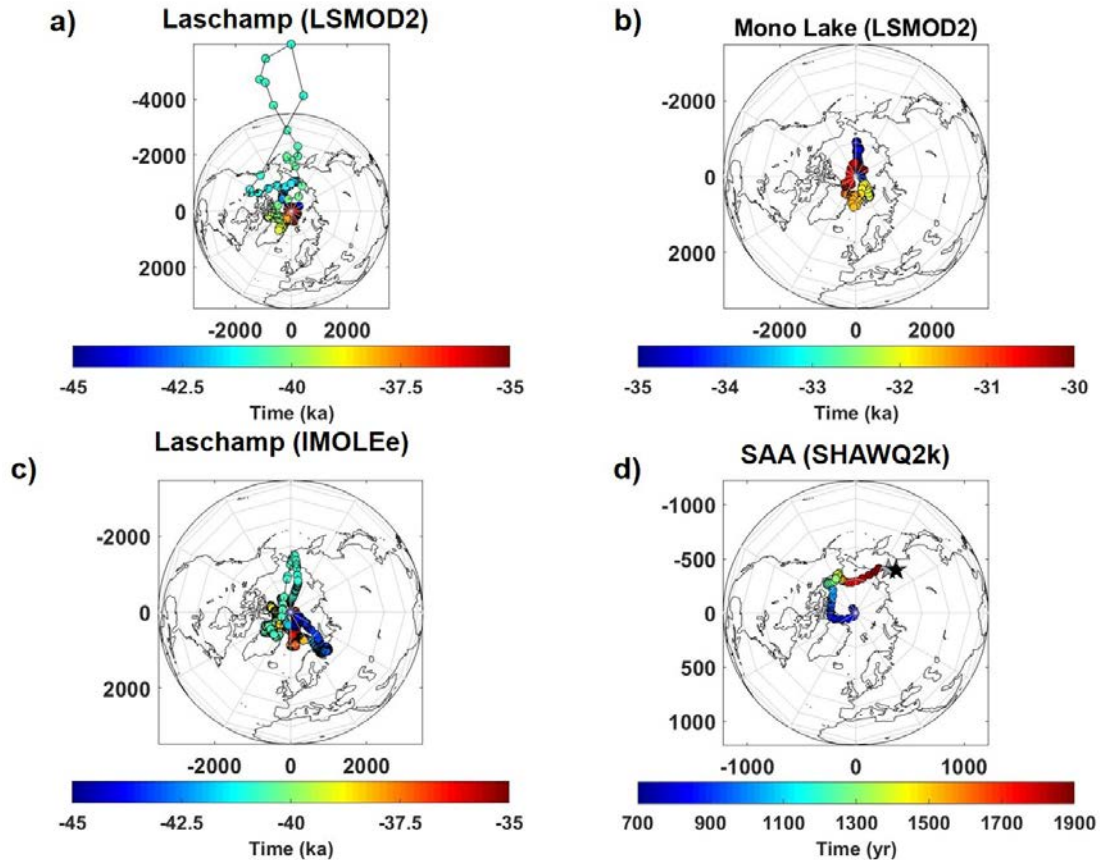 a)
Laschamp (LSMOD2)
-4000
-2000
0
2000
-2000 0 2000
-45 -42.5 -40 -37.5 -35
Time (ka)
b)
Mono Lake (LSMOD2)
-2000
0
2000
-2000 0 2000
-35 -34 -33 -32 -31 -30
Time (ka)
c)
Laschamp (IMOLEe)
-2000
0
2000
-2000 0 2000
-45 -42.5 -40 -37.5 -35
Time (ka)
d)
SAA (SHAWQ2k)
-1000
-500
0
500
1000
-1000 0 1000
700 900 1100 1300 1500 1700 1900
Time (yr)